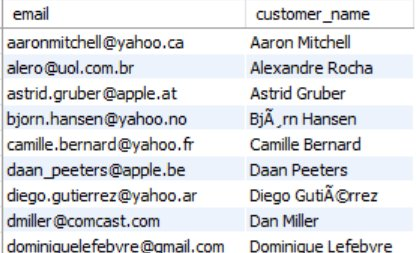 email customer_name
aaronmitchell@yahoo.ca Aaron Mitchell
alero@uol.com.br Alexandre Rocha
astrid.gruber@apple.at Astrid Gruber
bjorn.hansen@yahoo.no BjÃ¸rn Hansen
camille.bernard@yahoo.fr Camille Bernard
daan_peeters@apple.be Daan Peeters
diego.gutierrez@yahoo.ar Diego GutiÃ©rrez
dmiller@comcast.com Dan Miller
dominiquelefebvre@gmail.com Dominique Lefebvre